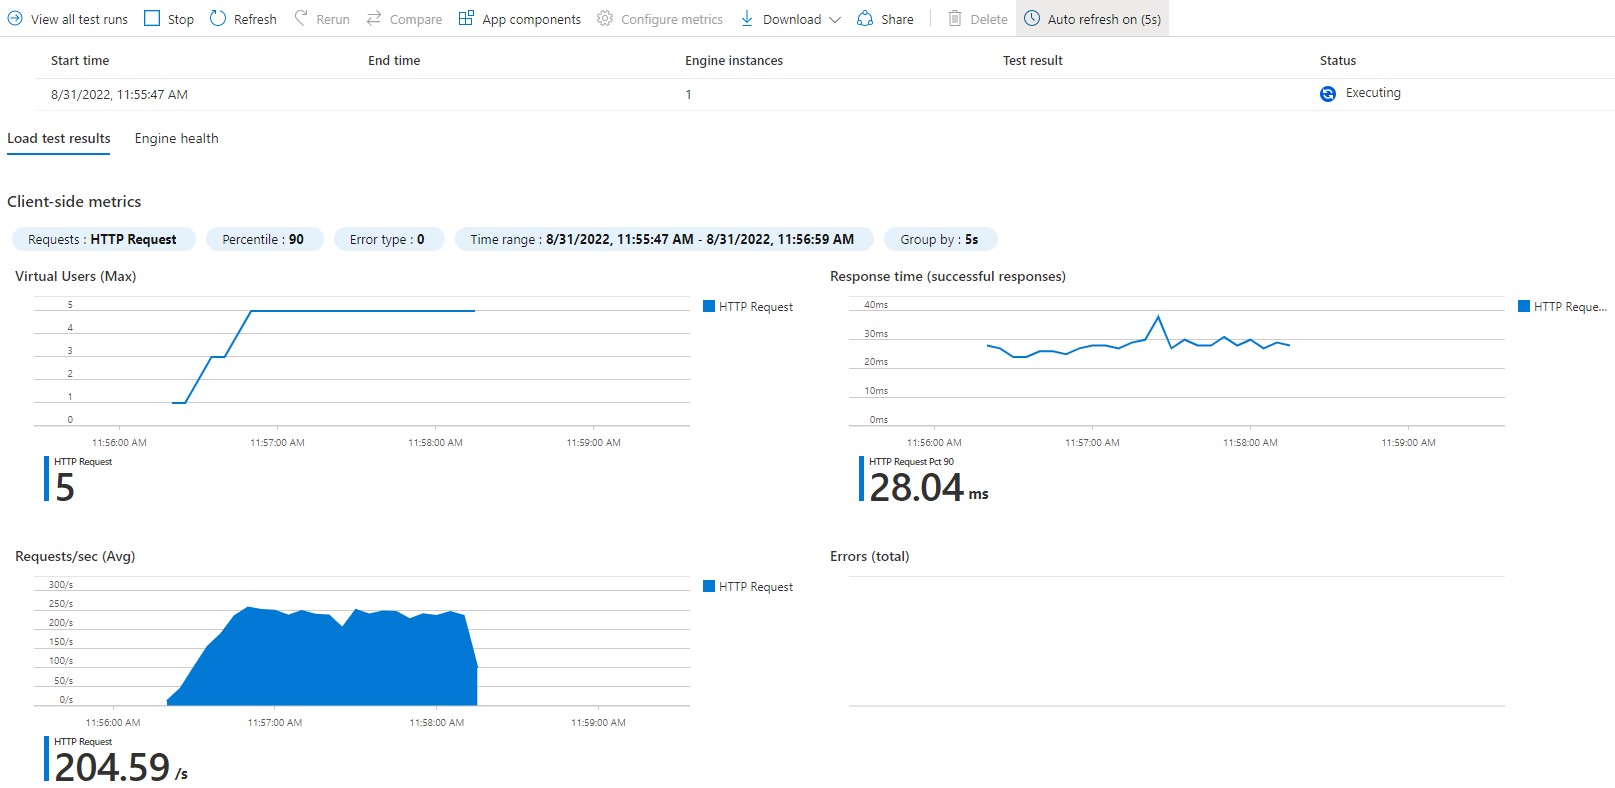 View all test runs Stop Refresh Rerun Compare App components Configure metrics Download Share Delete Auto refresh on (5s)
Start time End time Engine instances Test result Status
8/31/2022, 11:55:47 AM 1 Executing
Load test results Engine health
Client-side metrics
Requests : HTTP Request Percentile : 90 Error type : 0 Time range : 8/31/2022, 11:55:47 AM - 8/31/2022, 11:56:59 AM Group by : 5s
Virtual Users (Max)
5
4
3
2
1
0
11:56:00 AM 11:57:00 AM 11:58:00 AM 11:59:00 AM
HTTP Request
HTTP Request
5
Response time (successful responses)
40ms
30ms
20ms
10ms
0ms
11:56:00 AM 11:57:00 AM 11:58:00 AM 11:59:00 AM
HTTP Reque...
HTTP Request Pct 90
28.04 ms
Requests/sec (Avg)
300/s
250/s
200/s
150/s
100/s
50/s
0/s
11:56:00 AM 11:57:00 AM 11:58:00 AM 11:59:00 AM
HTTP Request
HTTP Request
204.59 /s
Errors (total)